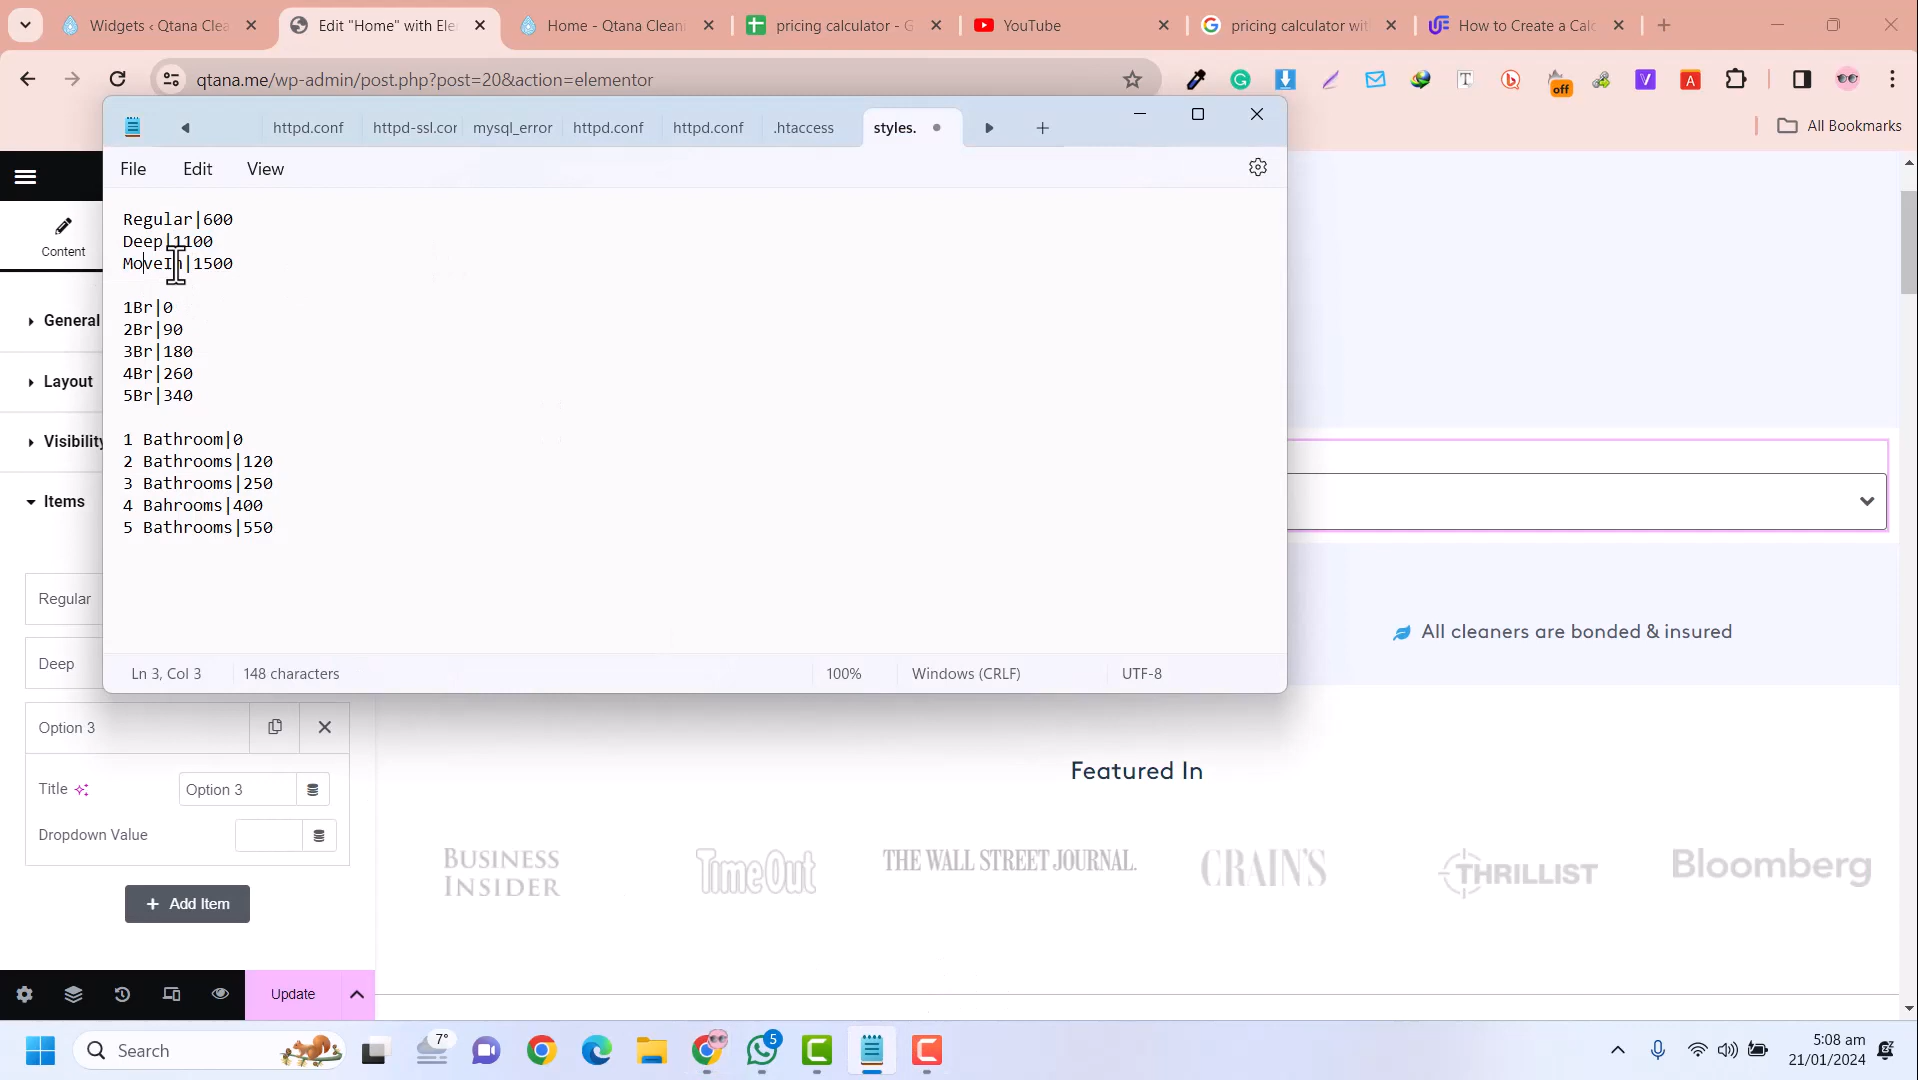 Widgets ‹ Qtana Clea
Edit "Home" with Ele
Home - Qtana Cleani
pricing calculator - G
YouTube
pricing calculator wit
How to Create a Calc
qtana.me/wp-admin/post.php?post=20&action=elementor
off
All Bookmarks
httpd.conf
httpd-ssl.cor
mysql_error
httpd.conf
httpd.conf
.htaccess
styles.
File
Edit
View
Regular|600
Deep|1100
MoveIn|1500
1Br|0
2Br|90
3Br|180
4Br|260
5Br|340
1 Bathroom|0
2 Bathrooms|120
3 Bathrooms|250
4 Bahrooms|400
5 Bathrooms|550
Ln 3, Col 3
148 characters
100%
Windows (CRLF)
UTF-8
Content
General
Layout
Visibility
Items
Regular
Deep
Option 3
Title
Option 3
Dropdown Value
Add Item
Update
All cleaners are bonded & insured
Featured In
BUSINESS
INSIDER
TimeOut
THE WALL STREET JOURNAL.
CRAIN'S
THRILLIST
Bloomberg
Search
7°
5
5:08 am
21/01/2024